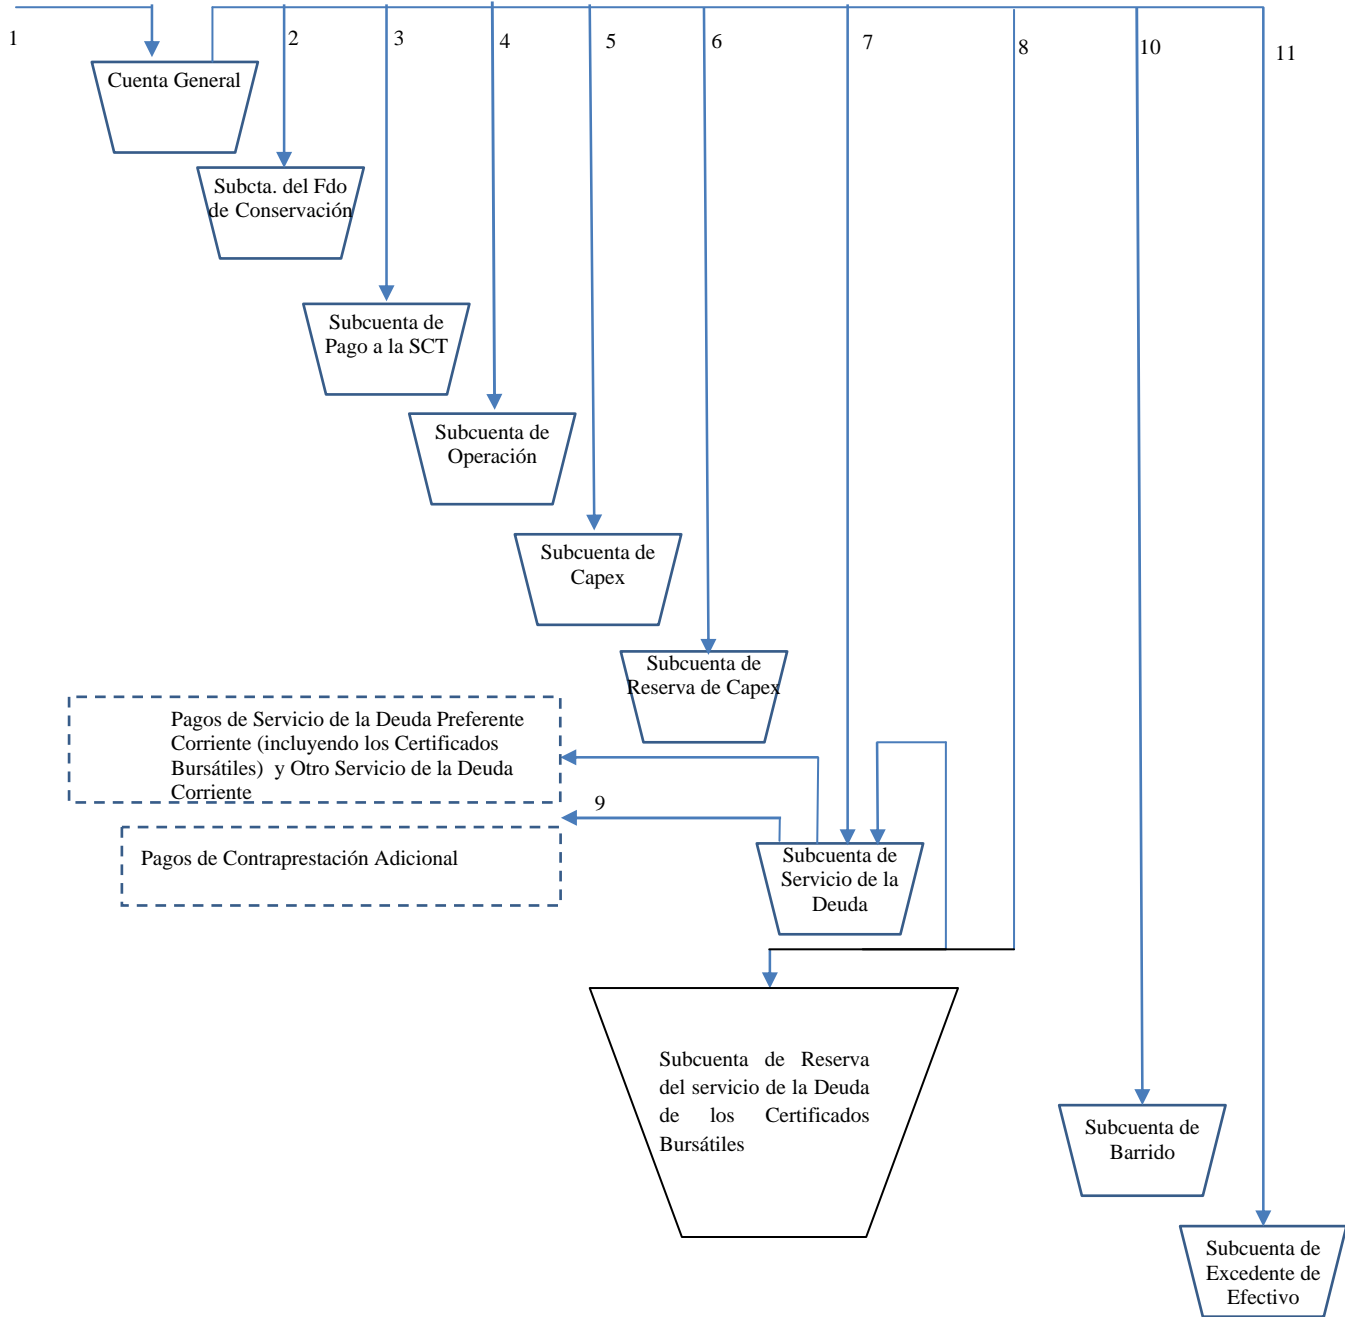 1
2
3
4
5
6
7
8
10
11
Cuenta General
Subcta. del Fdo
de Conservación
Subcuenta de
Pago a la SCT
Subcuenta de
Operación
Subcuenta de
Capex
Subcuenta de
Reserva de Capex
Pagos de Servicio de la Deuda Preferente
Corriente (incluyendo los Certificados
Bursátiles) y Otro Servicio de la Deuda
Corriente
9
Pagos de Contraprestación Adicional
Subcuenta de
Servicio de la
Deuda
Subcuenta de Reserva
del servicio de la Deuda
de los Certificados
Bursátiles
Subcuenta de
Barrido
Subcuenta de
Excedente de
Efectivo